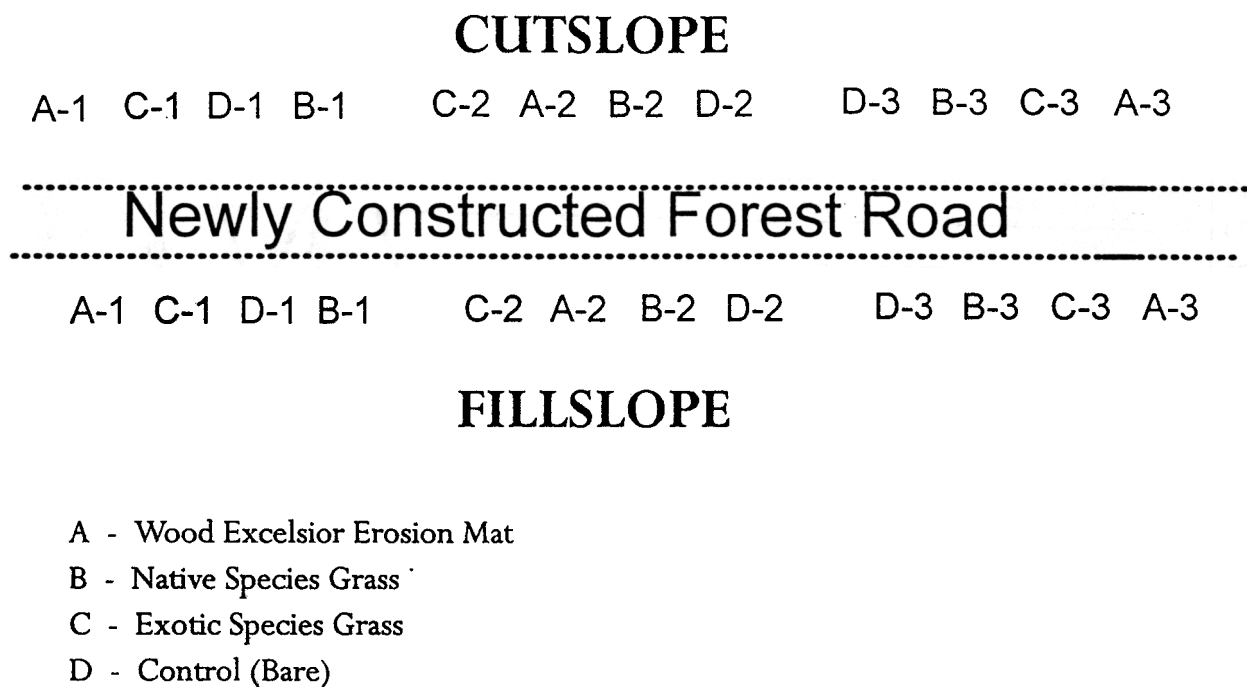 CUTSLOPE
A-1 C-1 D-1 B-1 C-2 A-2 B-2 D-2 D-3 B-3 C-3 A-3
Newly Constructed Forest Road
A-1 C-1 D-1 B-1 C-2 A-2 B-2 D-2 D-3 B-3 C-3 A-3
FILLSLOPE
A - Wood Excelsior Erosion Mat
B - Native Species Grass
C - Exotic Species Grass
D - Control (Bare)